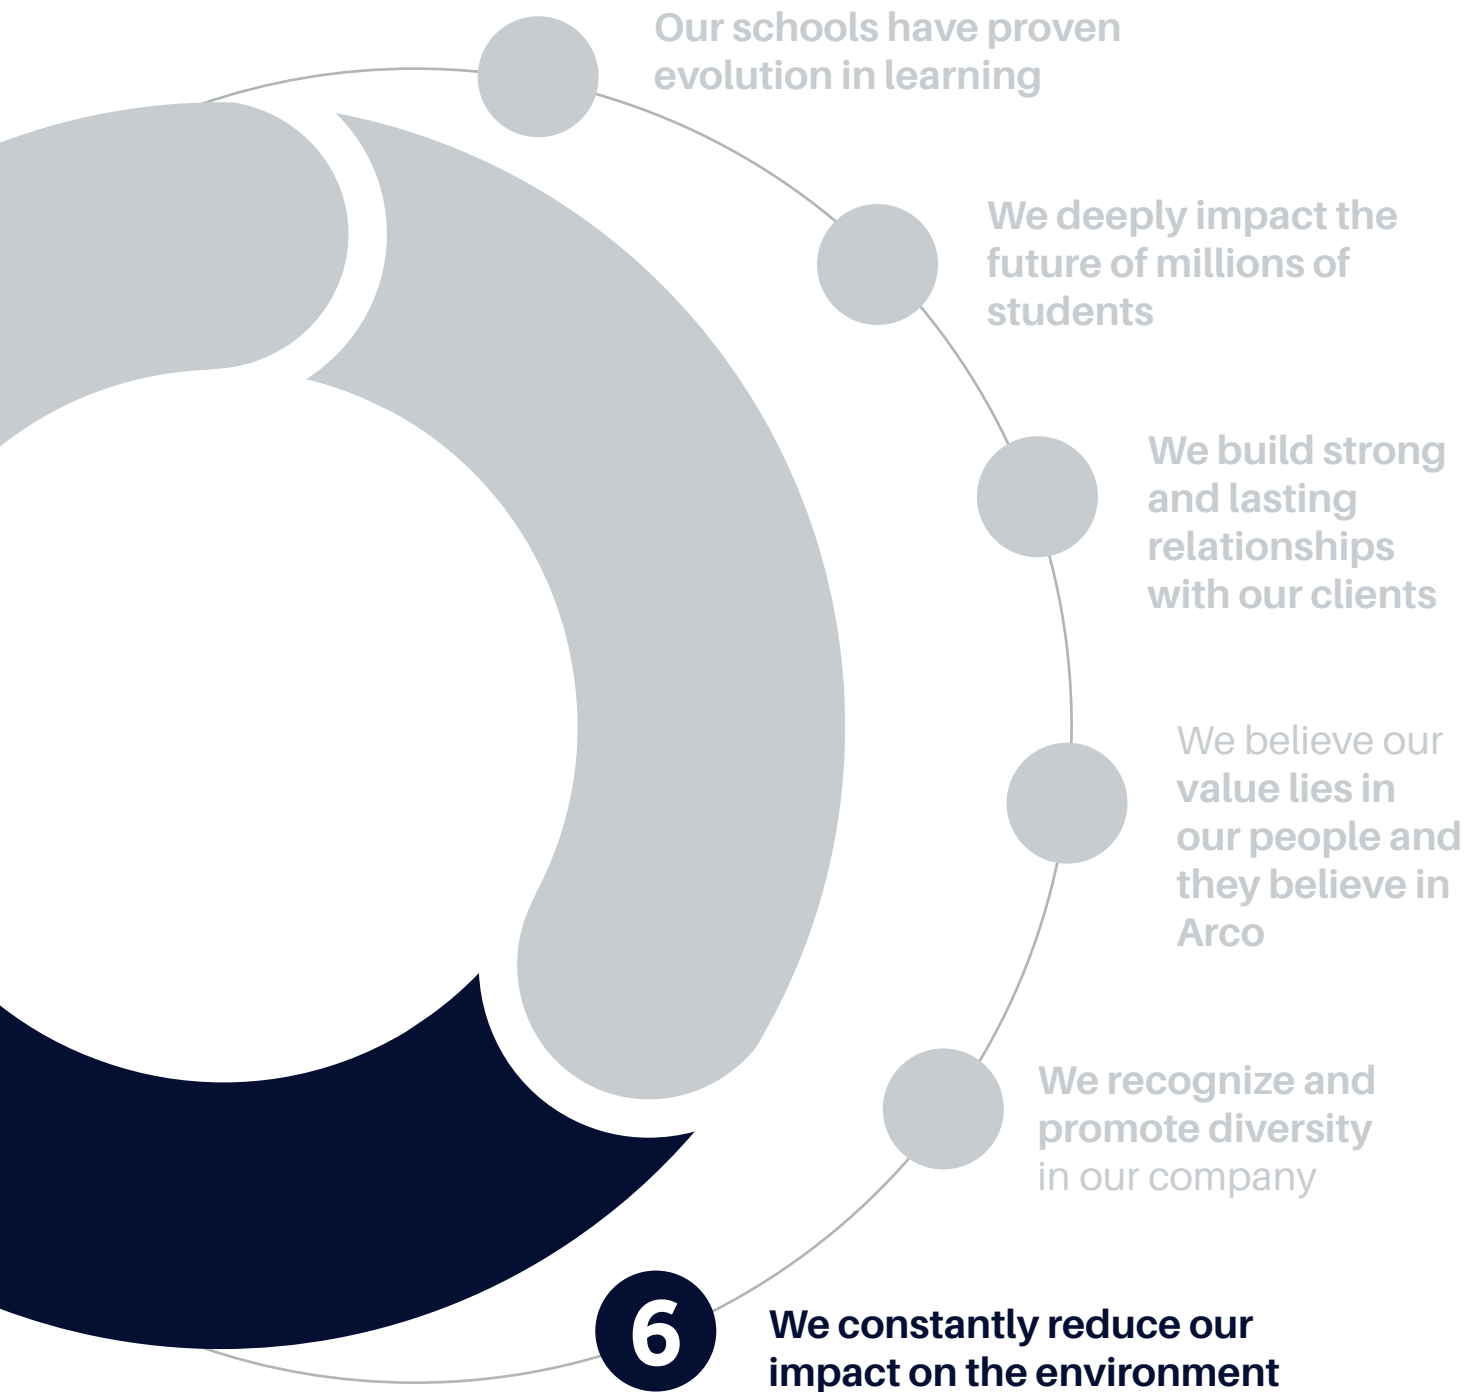 Our schools have proven
evolution in learning
We deeply impact the
future of millions of
students
We build strong
and lasting
relationships
with our clients
We believe our
value lies in
our people and
they believe in
Arco
We recognize and
promote diversity
in our company
6
We constantly reduce our
impact on the environment